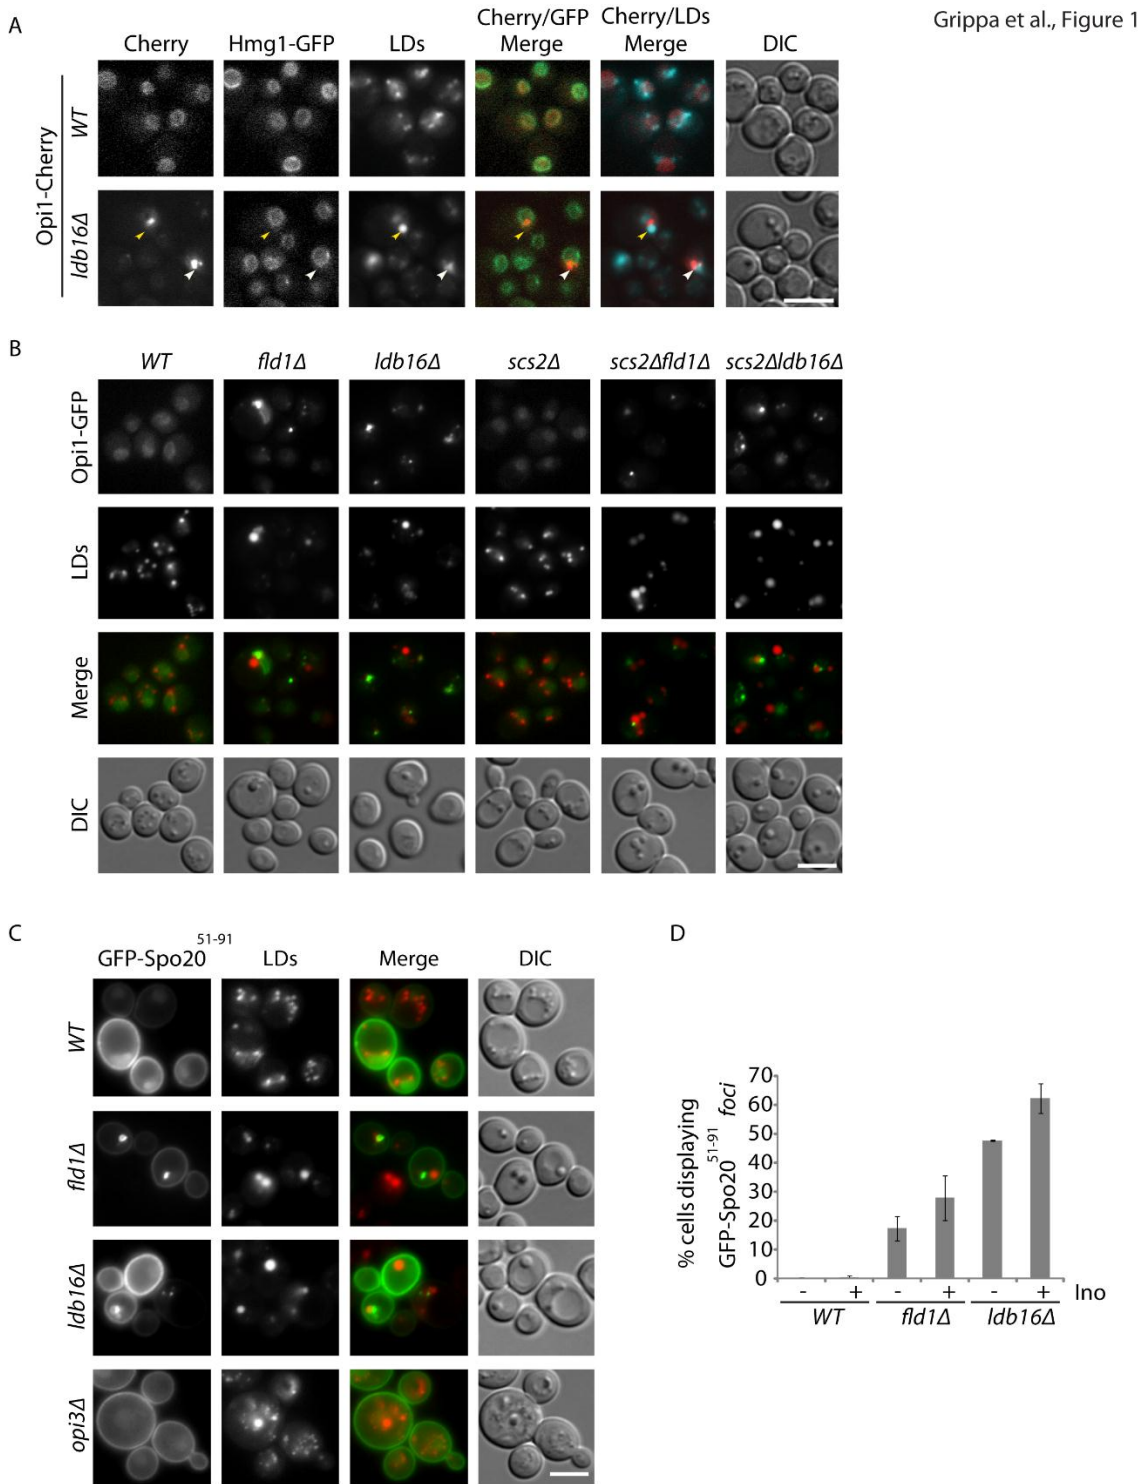 Grippa et al., Figure 1
A
Cherry Hmg1-GFP LDs Cherry/GFP Merge Cherry/LDs Merge DIC
Opi1-Cherry
WT
ldb16Δ
B
WT fld1Δ ldb16Δ scs2Δ scs2Δfld1Δ scs2Δldb16Δ
Opi1-GFP
LDs
Merge
DIC
C
GFP-Spo20 51-91 LDs Merge DIC
WT
fld1Δ
ldb16Δ
opi3Δ
D
% cells displaying
GFP-Spo20 51-91 foci
70
60
50
40
30
20
10
0
- + - + - + Ino
WT fld1Δ ldb16Δ